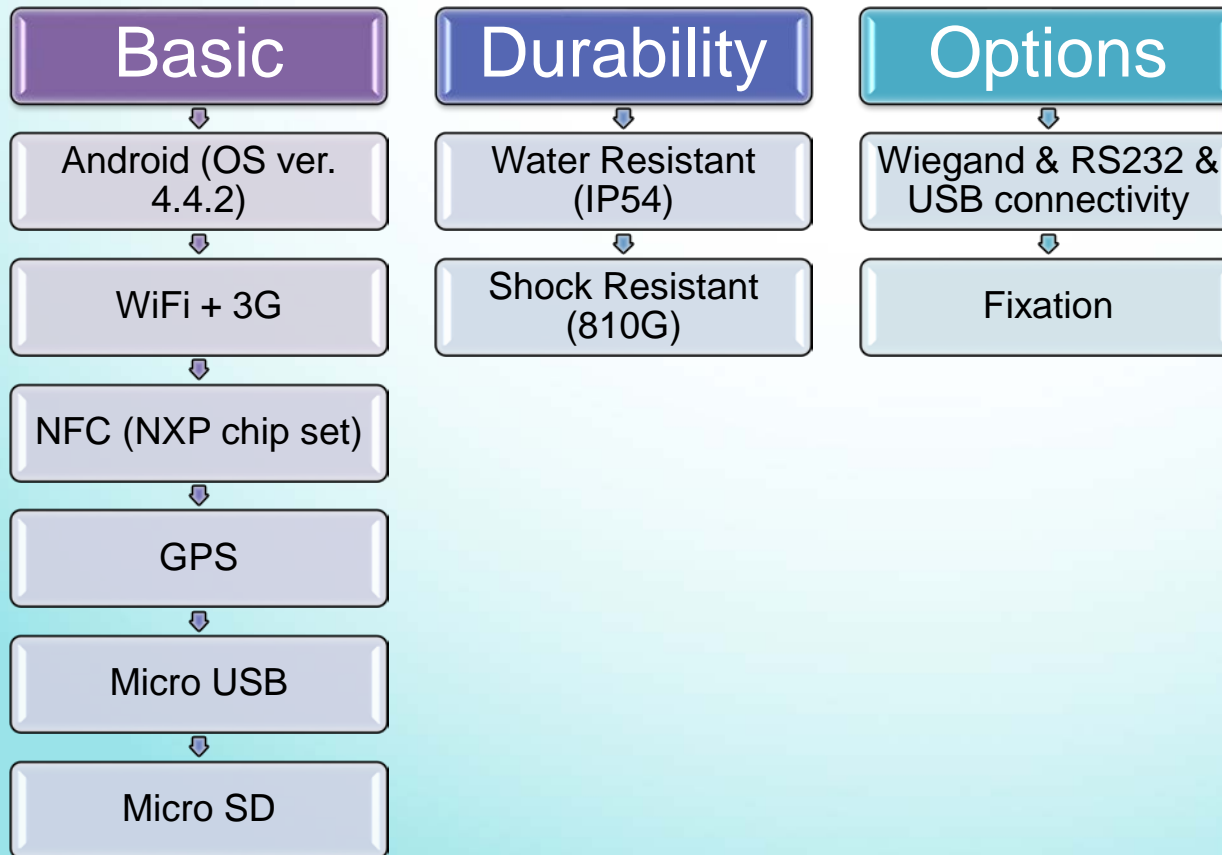 Basic
Android (OS ver.
4.4.2)
WiFi + 3G
NFC (NXP chip set)
GPS
Micro USB
Micro SD
Durability
Water Resistant
(IP54)
Shock Resistant
(810G)
Options
Wiegand & RS232 &
USB connectivity
Fixation